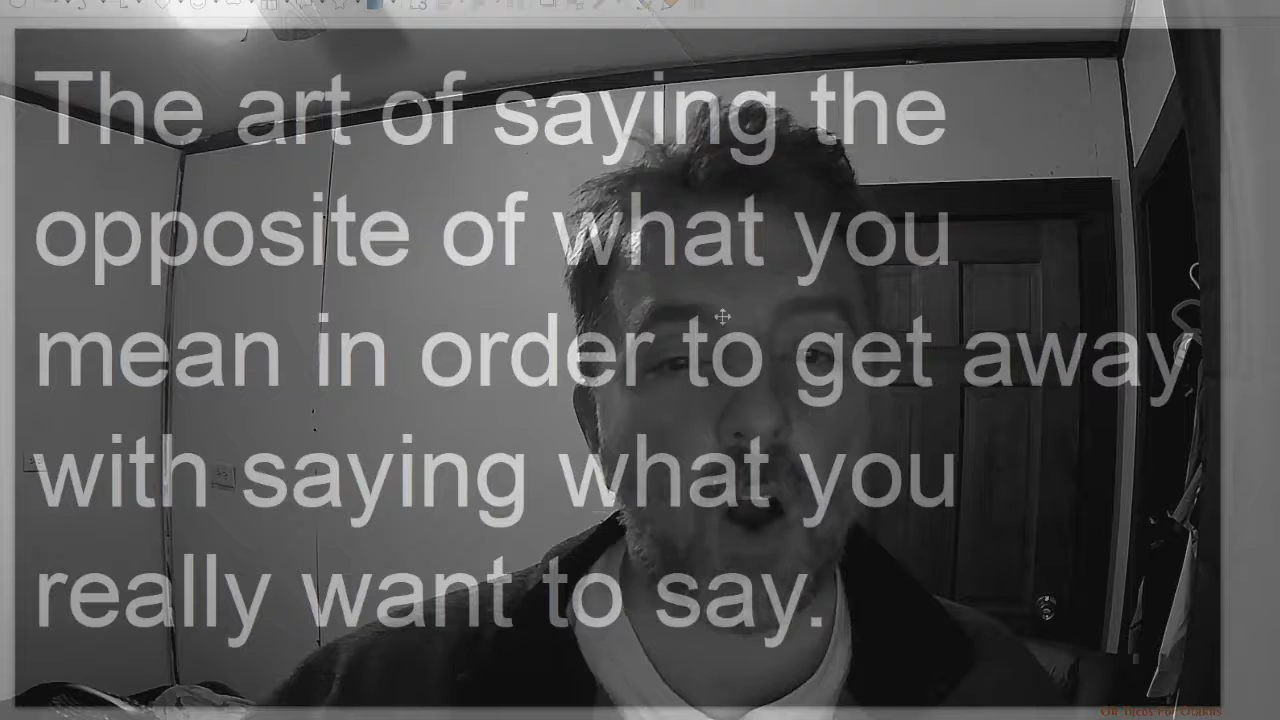 The art of saying the
opposite of what you
mean in order to get away
with saying what you
really want to say.